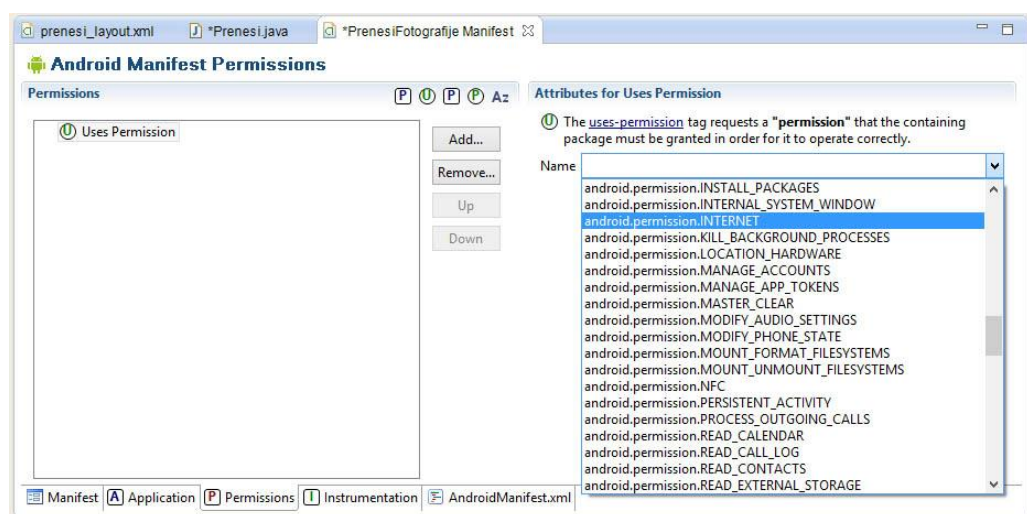 prenesi_layout.xml *Prenesi.java *PrenesiFotografije Manifest
Android Manifest Permissions
Permissions
P U P P Az
Attributes for Uses Permission
U Uses Permission
Add...
Remove...
Up
Down
U The uses-permission tag requests a "permission" that the containing
package must be granted in order for it to operate correctly.
Name
android.permission.INSTALL_PACKAGES
android.permission.INTERNAL_SYSTEM_WINDOW
android.permission.INTERNET
android.permission.KILL_BACKGROUND_PROCESSES
android.permission.LOCATION_HARDWARE
android.permission.MANAGE_ACCOUNTS
android.permission.MANAGE_APP_TOKENS
android.permission.MASTER_CLEAR
android.permission.MODIFY_AUDIO_SETTINGS
android.permission.MODIFY_PHONE_STATE
android.permission.MOUNT_FORMAT_FILESYSTEMS
android.permission.MOUNT_UNMOUNT_FILESYSTEMS
android.permission.NFC
android.permission.PERSISTENT_ACTIVITY
android.permission.PROCESS_OUTGOING_CALLS
android.permission.READ_CALENDAR
android.permission.READ_CALL_LOG
android.permission.READ_CONTACTS
android.permission.READ_EXTERNAL_STORAGE
Manifest A Application P Permissions I Instrumentation AndroidManifest.xml